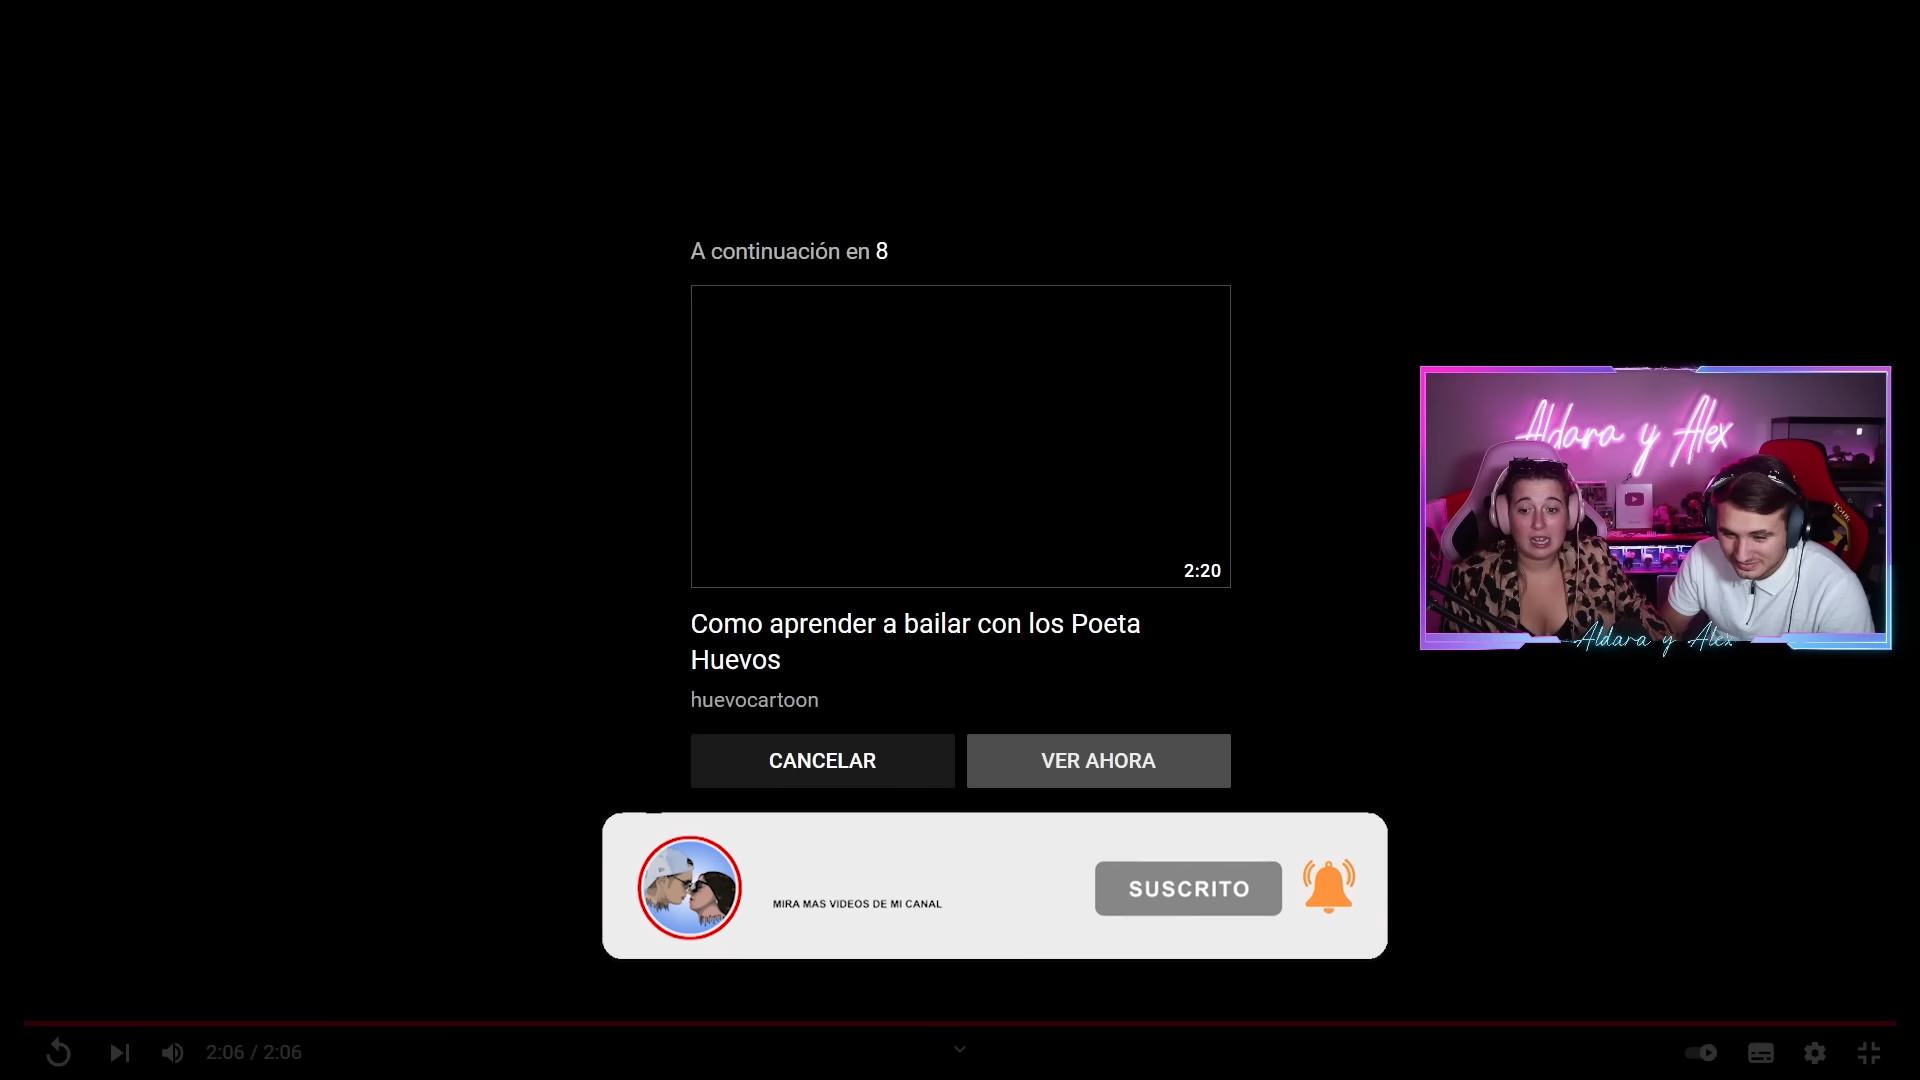 A continuación en 8
2:20
Como aprender a bailar con los Poeta
Huevos
huevocartoon
CANCELAR
VER AHORA
Aldara y Alex
Aldara y Alex
MIRA MAS VIDEOS DE MI CANAL
SUSCRITO
2:06 / 2:06